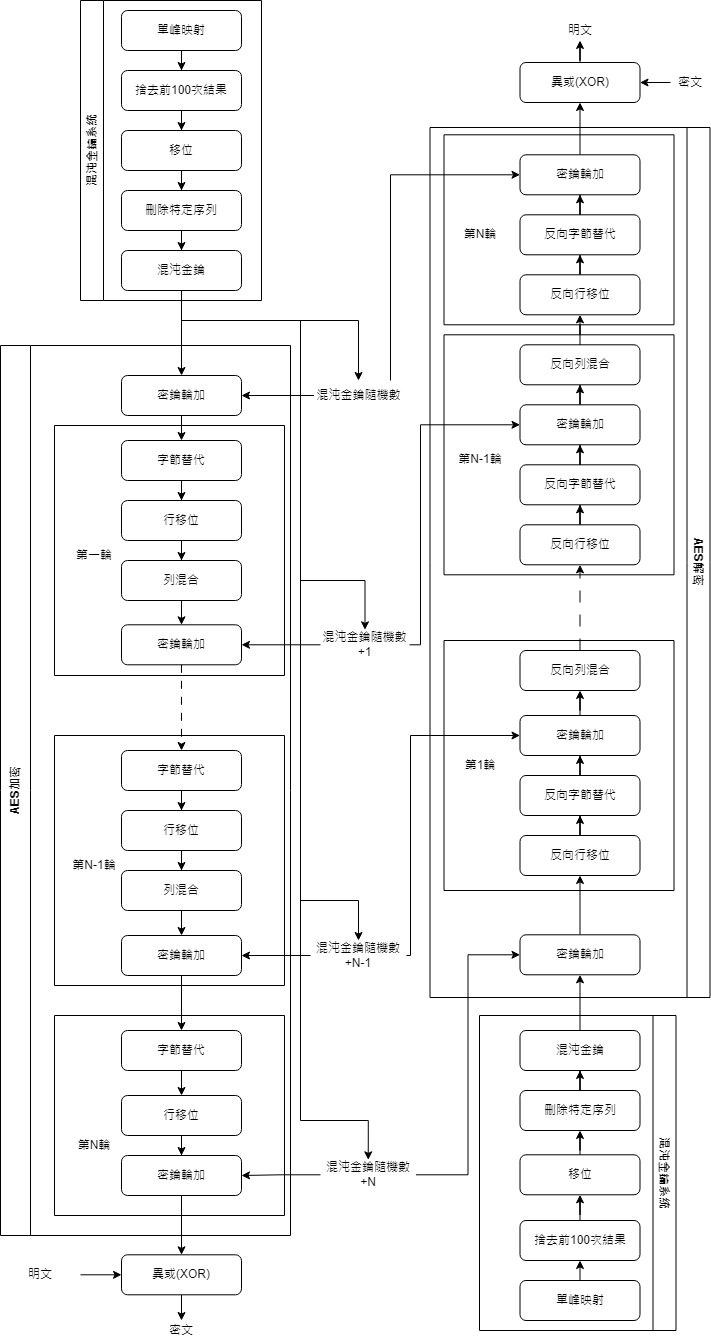 單峰映射
捨去前100次結果
移位
刪除特定序列
混沌金鑰
混沌金鑰系統
AES加密
密鑰輪加
混沌金鑰隨機數
第一輪
字節替代
行移位
列混合
密鑰輪加
混沌金鑰隨機數
+1
第N-1輪
字節替代
行移位
列混合
密鑰輪加
混沌金鑰隨機數
+N-1
第N輪
字節替代
行移位
密鑰輪加
混沌金鑰隨機數
+N
明文
異或(XOR)
密文
明文
異或(XOR)
密文
AES解密
第N輪
密鑰輪加
反向字節替代
反向行移位
第N-1輪
反向列混合
密鑰輪加
反向字節替代
反向行移位
第1輪
反向列混合
密鑰輪加
反向字節替代
反向行移位
密鑰輪加
混沌金鑰系統
混沌金鑰
刪除特定序列
移位
捨去前100次結果
單峰映射